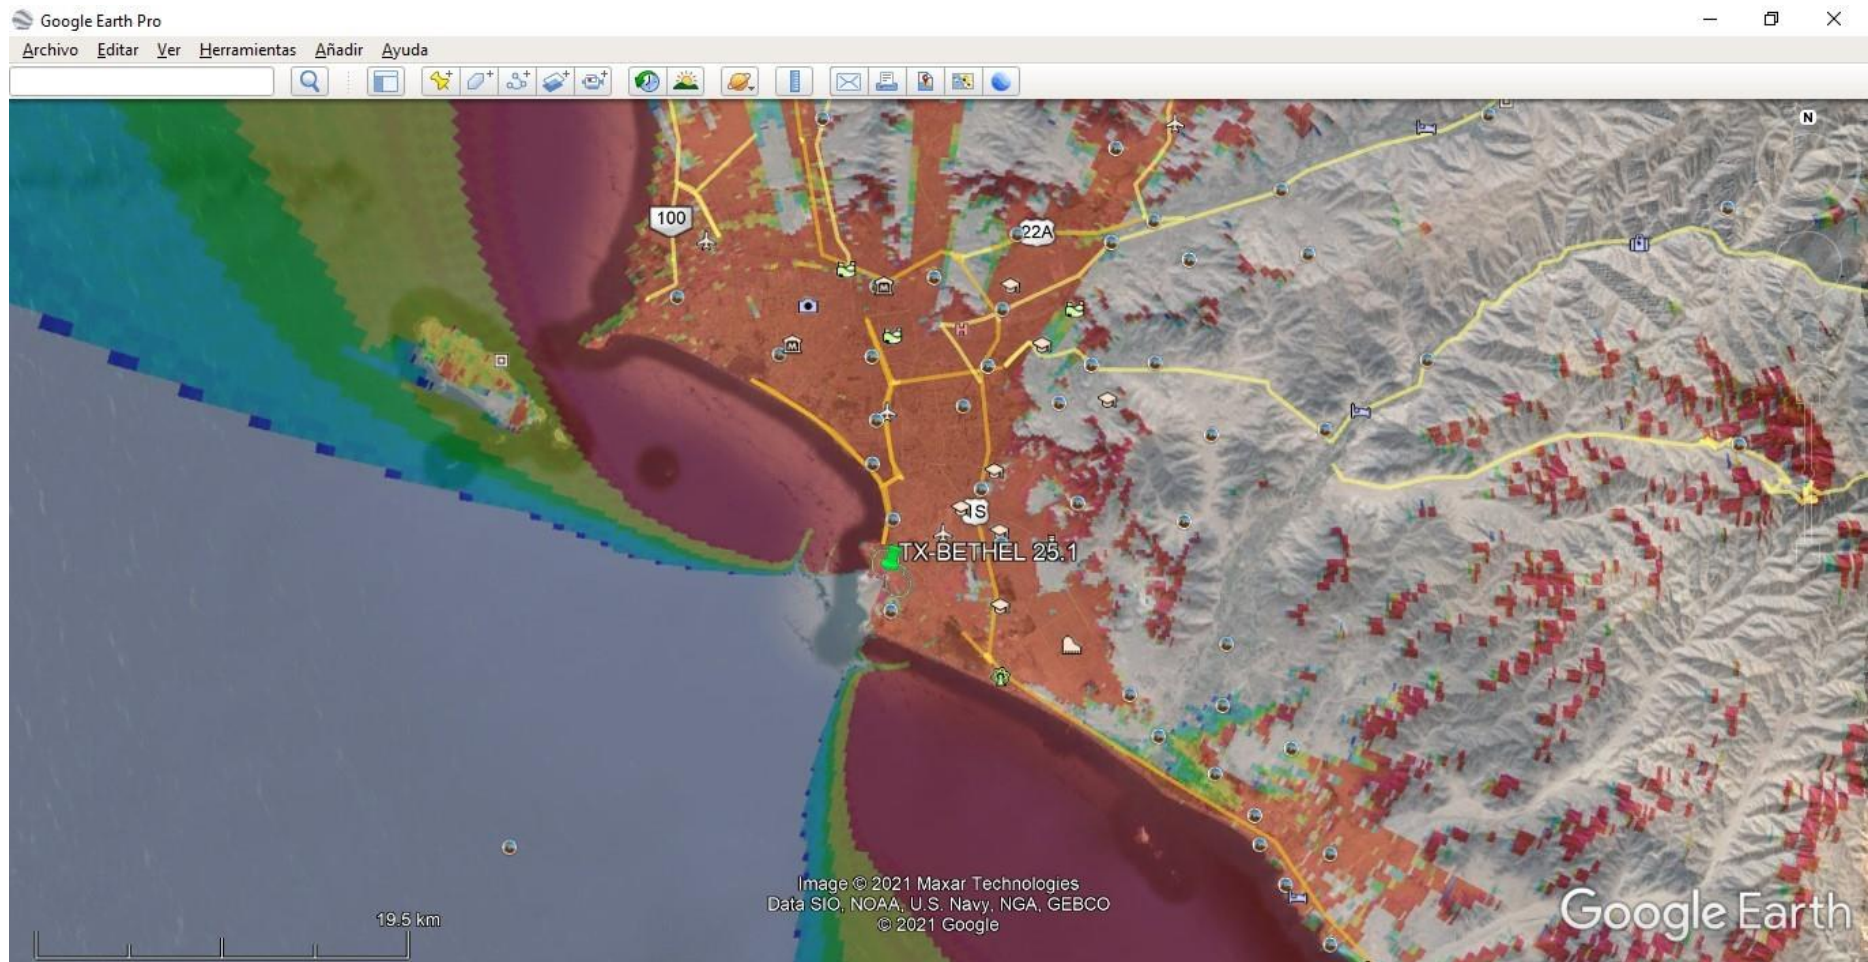 Google Earth Pro
Archivo Editar Ver Herramientas Añadir Ayuda
N
100
22A
1S
TX-BETHEL 25.1
Image © 2021 Maxar Technologies
Data SIO, NOAA, U.S. Navy, NGA, GEBCO
© 2021 Google
19.5 km
Google Earth